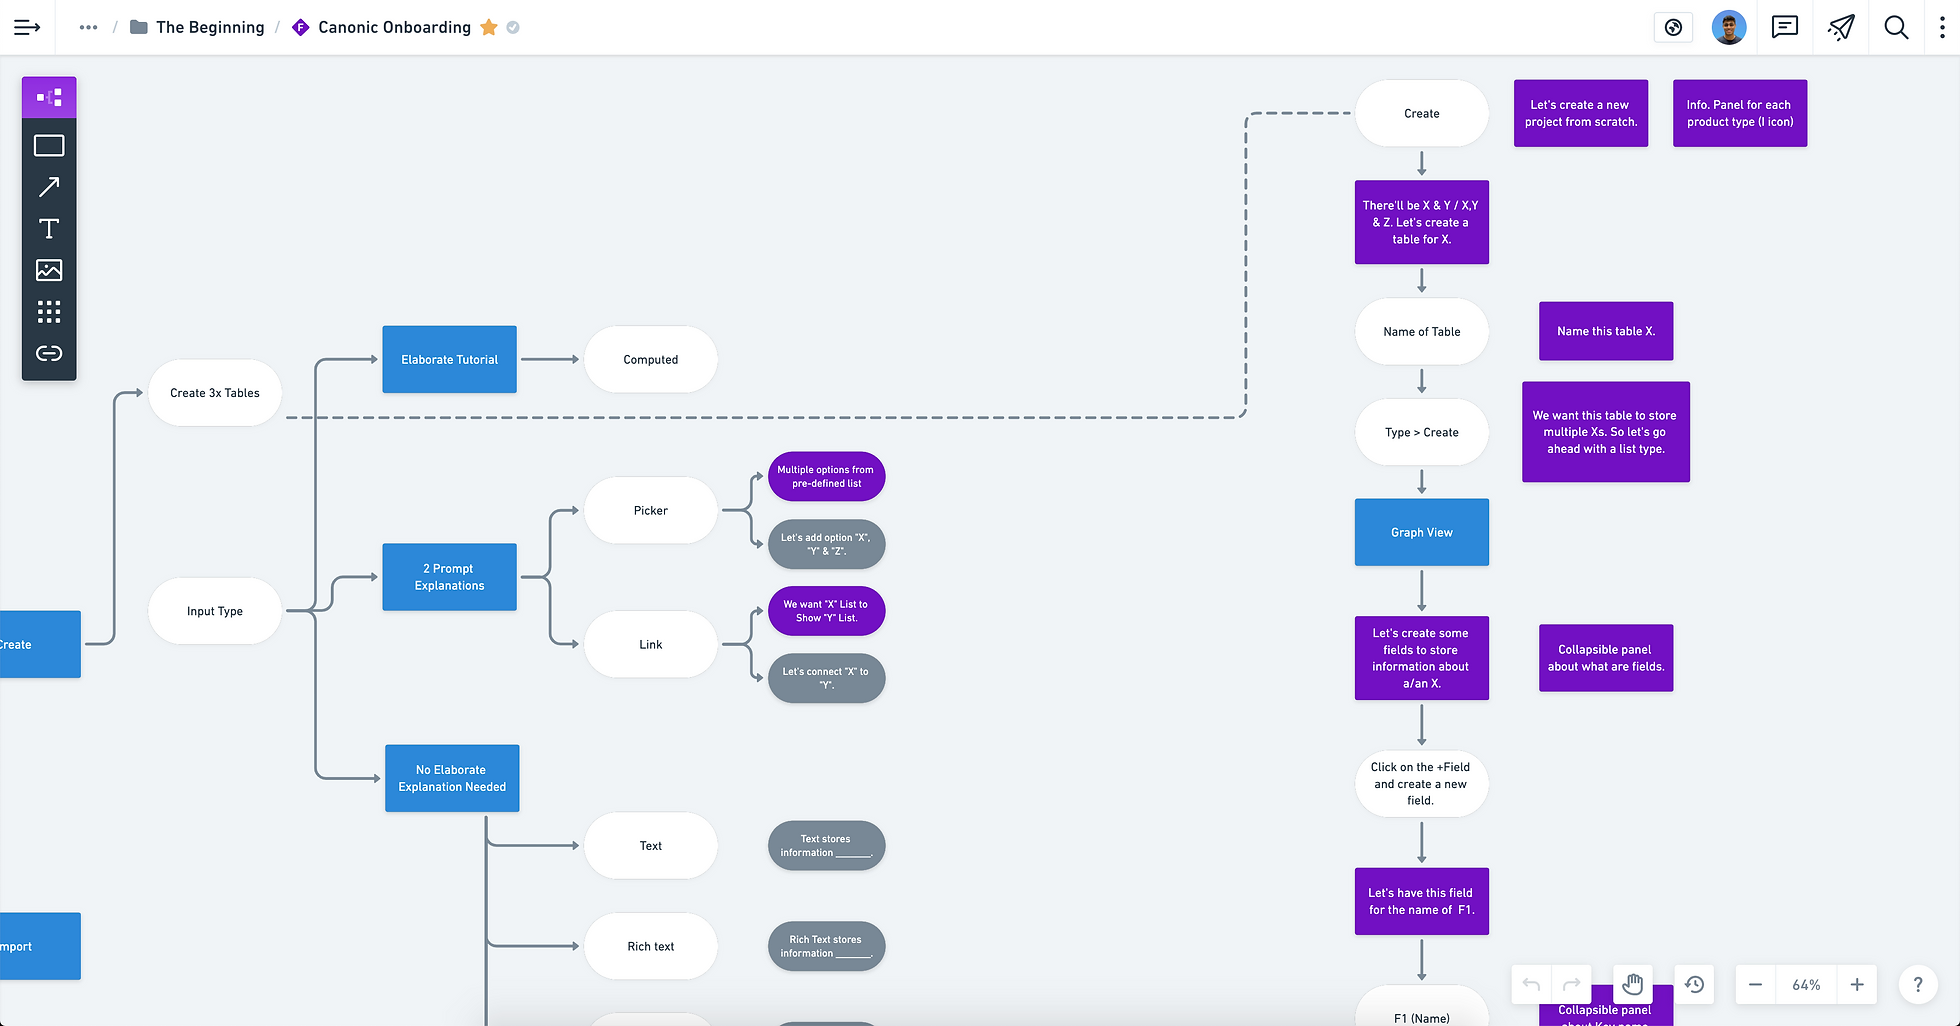 ... / The Beginning / F Canonic Onboarding
Create
Let's create a new
project from scratch.
Info. Panel for each
product type (I icon)
There'll be X & Y / X,Y
& Z. Let's create a
table for X.
T
Name of Table
Name this table X.
Elaborate Tutorial
Computed
Create 3x Tables
Type > Create
We want this table to store
multiple Xs. So let's go
ahead with a list type.
Multiple options from
pre-defined list
Picker
Let's add option "X",
"Y" & "Z".
Graph View
2 Prompt
Explanations
Input Type
We want "X" List to
Show "Y" List.
Link
Let's connect "X" to
"Y".
Create
Let's create some
fields to store
information about
a/an X.
Collapsible panel
about what are fields.
No Elaborate
Explanation Needed
Click on the +Field
and create a new
field.
Text
Text stores
information ______.
Let's have this field
for the name of F1.
Rich text
Rich Text stores
information ______.
mport
64%
?
F1 (Name)
Collapsible panel